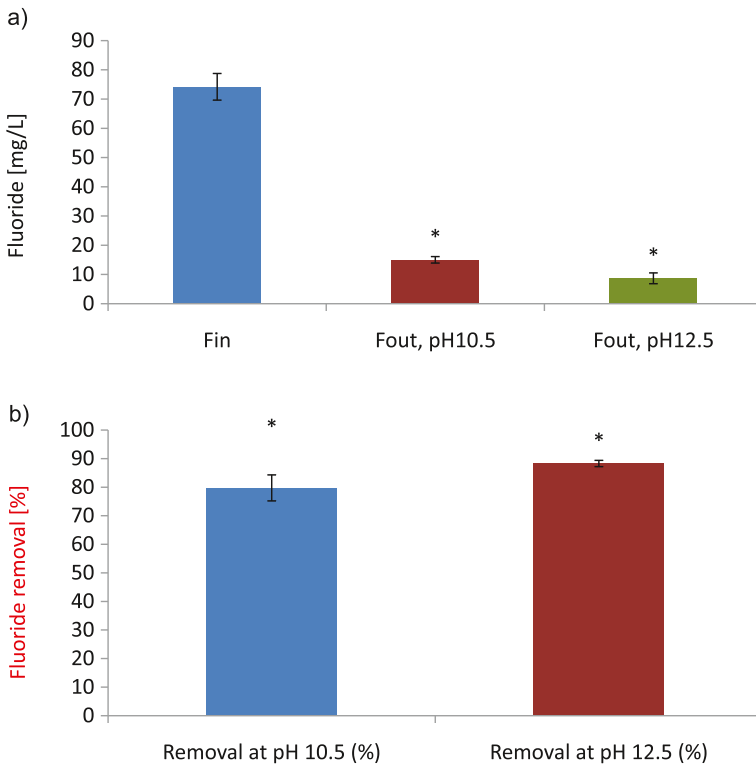 a)
Fluoride [mg/L]
90
80
70
60
50
40
30
20
10
0
*
*
Fin
Fout, pH10.5
Fout, pH12.5
b)
Fluoride removal [%]
100
90
80
70
60
50
40
30
20
10
0
*
*
Removal at pH 10.5 (%)
Removal at pH 12.5 (%)